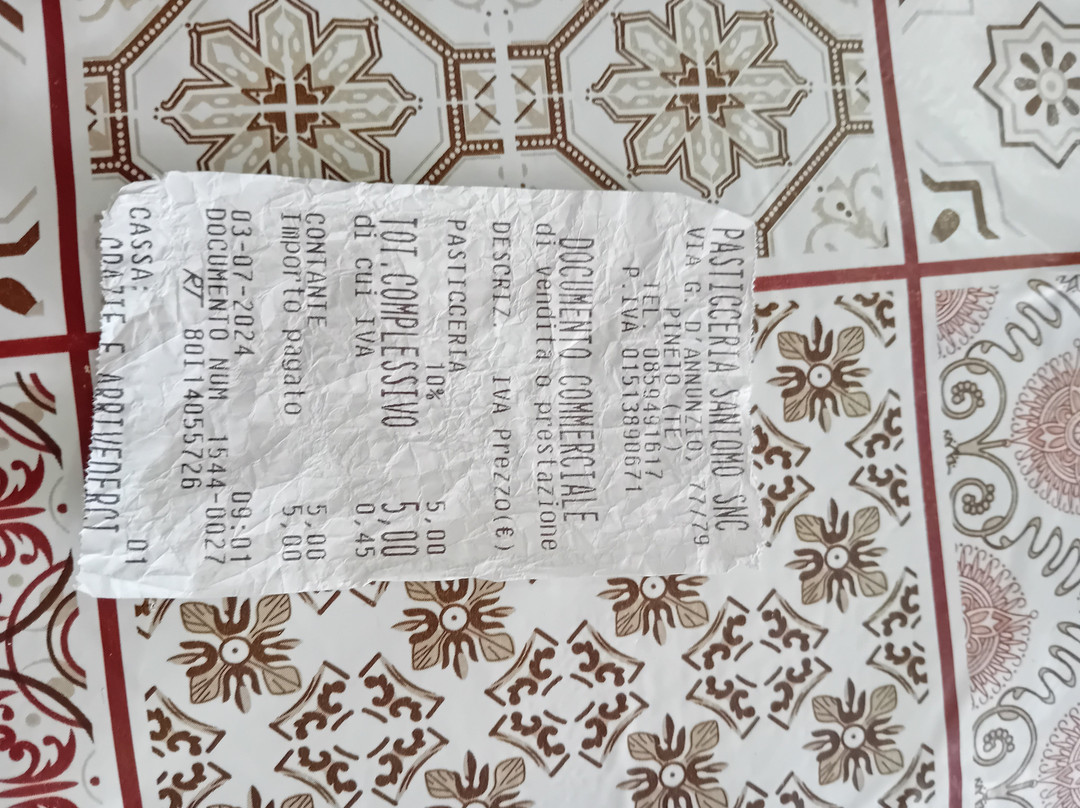 PASTICCERIA SANTOMO SNC
VIA G D'ANNUNZIO, 77/79
PINETO (TE)
TEL 0859491617
P.IVA 01513890671
DOCUMENTO COMMERCIALE
di vendita o prestazione
DESCRIZ. IVA Prezzo(€)
PASTICCERIA
10% 5,00
TOT.COMPLESSIVO 5,00
di cui IVA 0,45
CONTANTE 5,00
Importo pagato 5,00
03-07-2024 09:01
DOCUMENTO NUM 1544-0027
RT 80I14055726
CASSA: 01
GRAZIE E ARRIVEDERCI